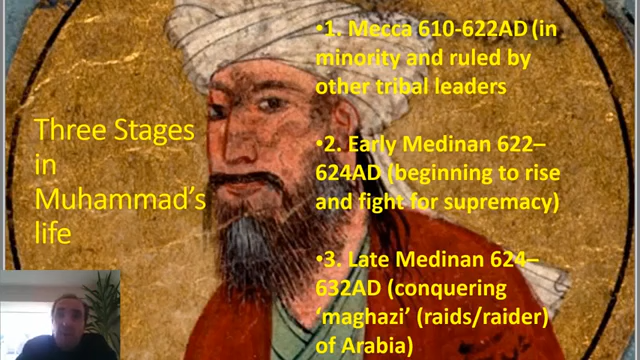 Three Stages
in
Muhammad's
life
•1. Mecca 610-622AD (in
minority and ruled by
other tribal leaders
•2. Early Medinan 622–
624AD (beginning to rise
and fight for supremacy)
•3. Late Medinan 624–
632AD (conquering
'maghazi' (raids/raider)
of Arabia)